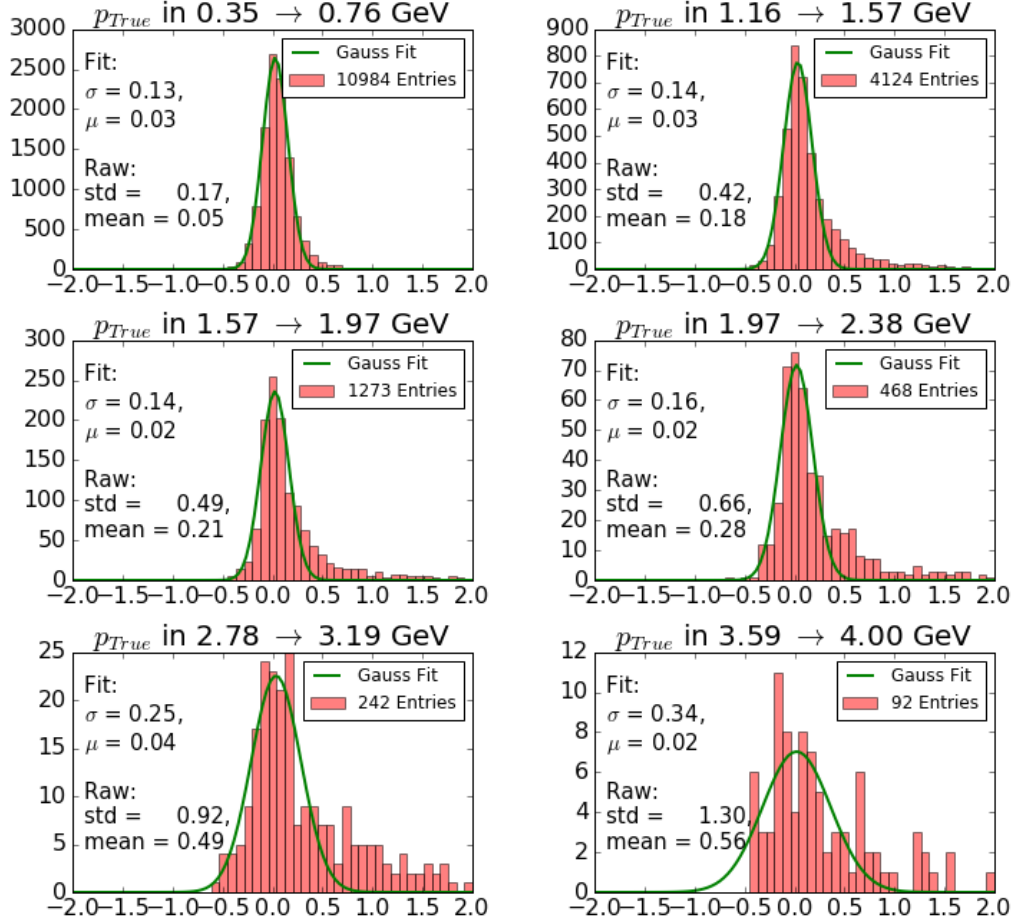 p_True in 0.35 → 0.76 GeV
3000
2500
2000
1500
1000
500
0
Fit:
σ = 0.13,
μ = 0.03
Raw:
std = 0.17,
mean = 0.05
Gauss Fit
10984 Entries
−2.0 −1.5 −1.0 −0.5 0.0 0.5 1.0 1.5 2.0
p_True in 1.16 → 1.57 GeV
900
800
700
600
500
400
300
200
100
0
Fit:
σ = 0.14,
μ = 0.03
Raw:
std = 0.42,
mean = 0.18
Gauss Fit
4124 Entries
−2.0 −1.5 −1.0 −0.5 0.0 0.5 1.0 1.5 2.0
p_True in 1.57 → 1.97 GeV
300
250
200
150
100
50
0
Fit:
σ = 0.14,
μ = 0.02
Raw:
std = 0.49,
mean = 0.21
Gauss Fit
1273 Entries
−2.0 −1.5 −1.0 −0.5 0.0 0.5 1.0 1.5 2.0
p_True in 1.97 → 2.38 GeV
80
70
60
50
40
30
20
10
0
Fit:
σ = 0.16,
μ = 0.02
Raw:
std = 0.66,
mean = 0.28
Gauss Fit
468 Entries
−2.0 −1.5 −1.0 −0.5 0.0 0.5 1.0 1.5 2.0
p_True in 2.78 → 3.19 GeV
25
20
15
10
5
0
Fit:
σ = 0.25,
μ = 0.04
Raw:
std = 0.92,
mean = 0.49
Gauss Fit
242 Entries
−2.0 −1.5 −1.0 −0.5 0.0 0.5 1.0 1.5 2.0
p_True in 3.59 → 4.00 GeV
12
10
8
6
4
2
0
Fit:
σ = 0.34,
μ = 0.02
Raw:
std = 1.30,
mean = 0.56
Gauss Fit
92 Entries
−2.0 −1.5 −1.0 −0.5 0.0 0.5 1.0 1.5 2.0